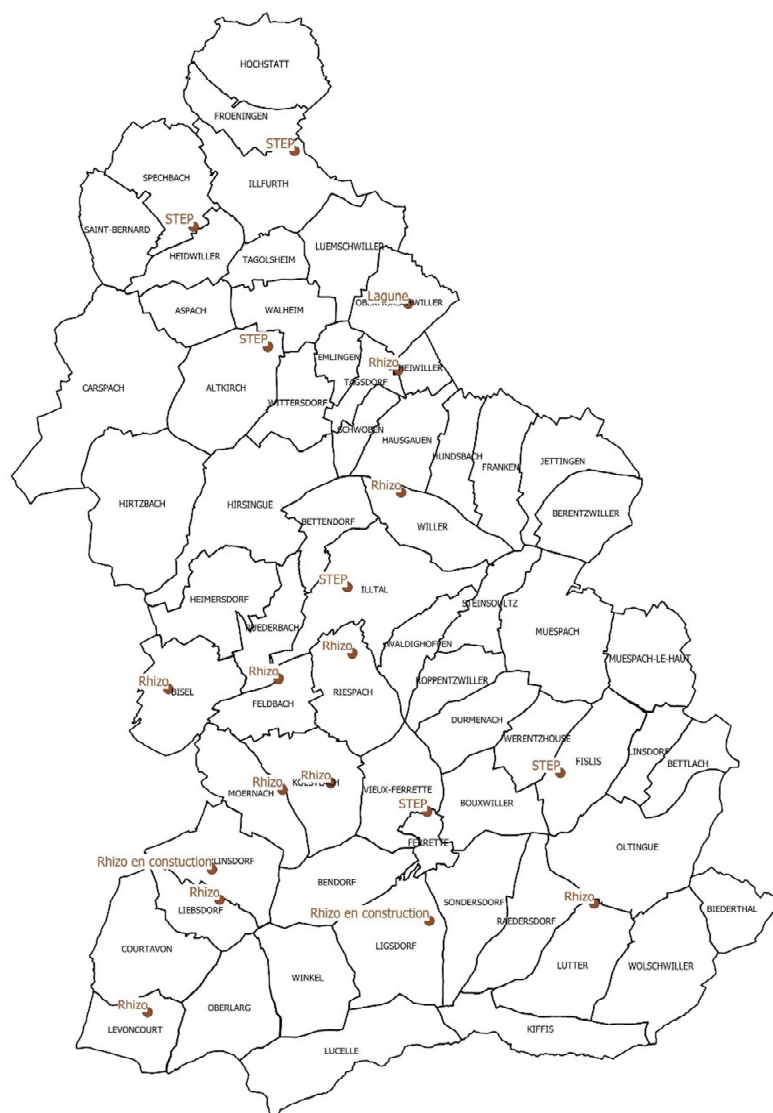 HOCHSTATT
FROENINGEN
STEP
SPECHBACH
ILLFURTH
STEP
SAINT-BERNARD
LUEMSCHWILLER
HEIDWILLER
TAGOLSHEIM
Lagune
ASPACH
WALHEIM
STEP
EMLINGEN
Rhizo
HEIWILLER
CARSPACH
ALTKIRCH
TAGSDORF
WITTERSDORF
SCHWOBEN
HAUSGAUEN
HUNDSBACH
FRANKEN
JETTINGEN
Rhizo
HIRTZBACH
HIRSINGUE
BERENTZWILLER
BETTENDORF
WILLER
STEP
ILLTAL
HEIMERSDORF
STEINSOULTZ
RUEDERBACH
MUESPACH
WALDIGHOFFEN
Rhizo
MUESPACH-LE-HAUT
Rhizo
Rhizo
BISEL
RIESPACH
ROPPENTZWILLER
FELDBACH
DURMENACH
WERENTZHOUSE
LINSDORF
STEP
FISLIS
BETTLACH
Rhizo
Rhizo
MOERNACH
VIEUX-FERRETTE
STEP
BOUXWILLER
FERRETTE
OLTINGUE
Rhizo en constuction
LINSDORF
BENDORF
Rhizo
LIEBSDORF
SONDERSDORF
Rhizo
BIEDERTHAL
Rhizo en construction
RAEDERSDORF
LIGSDORF
COURTAVON
LUTTER
WOLSCHWILLER
WINKEL
Rhizo
OBERLARG
LEVONCOURT
KIFFIS
LUCELLE